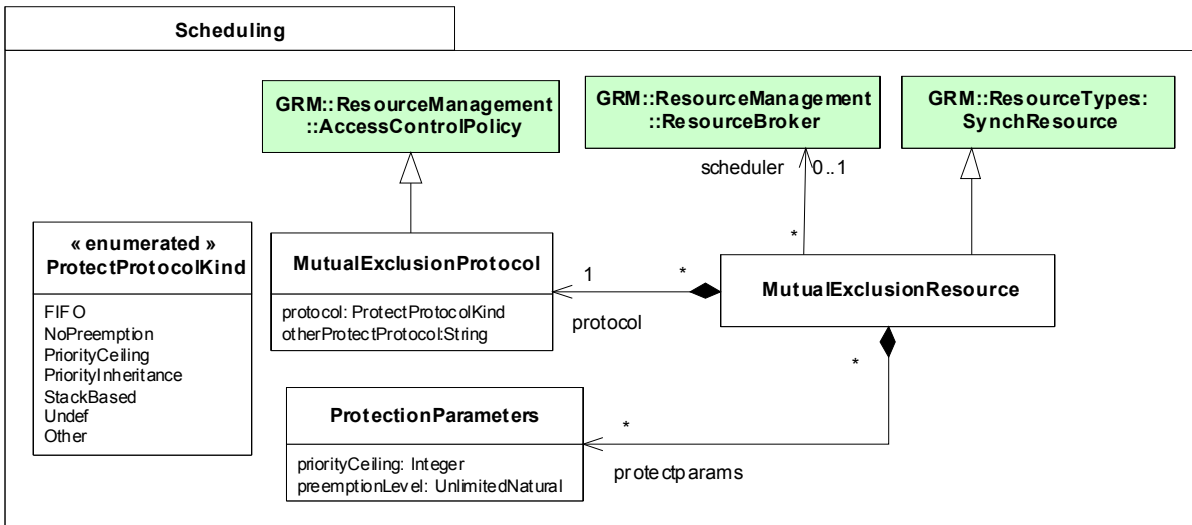 Scheduling
GRM::ResourceManagement
::AccessControlPolicy
GRM::ResourceManagement
::ResourceBroker
GRM::ResourceTypes::
SynchResource
scheduler
0..1
« enumerated »
ProtectProtocolKind
FIFO
NoPreemption
PriorityCeiling
PriorityInheritance
StackBased
Undef
Other
MutualExclusionProtocol
protocol: ProtectProtocolKind
otherProtectProtocol:String
1
*
protocol
*
MutualExclusionResource
*
ProtectionParameters
priorityCeiling: Integer
preemptionLevel: UnlimitedNatural
*
protectparams